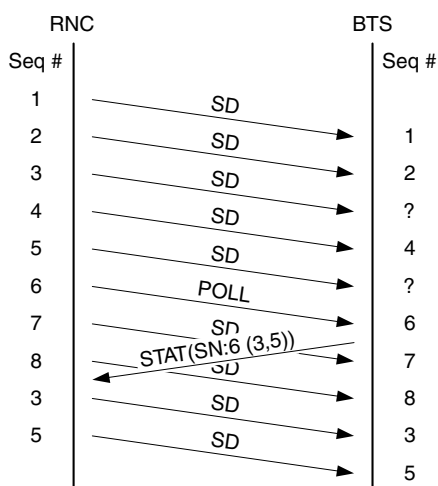 RNC BTS
Seq # Seq #
1 SD
2 SD 1
3 SD 2
4 SD ?
5 SD 4
6 POLL ?
7 SD 6
STAT(SN:6 (3,5)) 7
8 SD 8
3 SD 3
5 SD 5